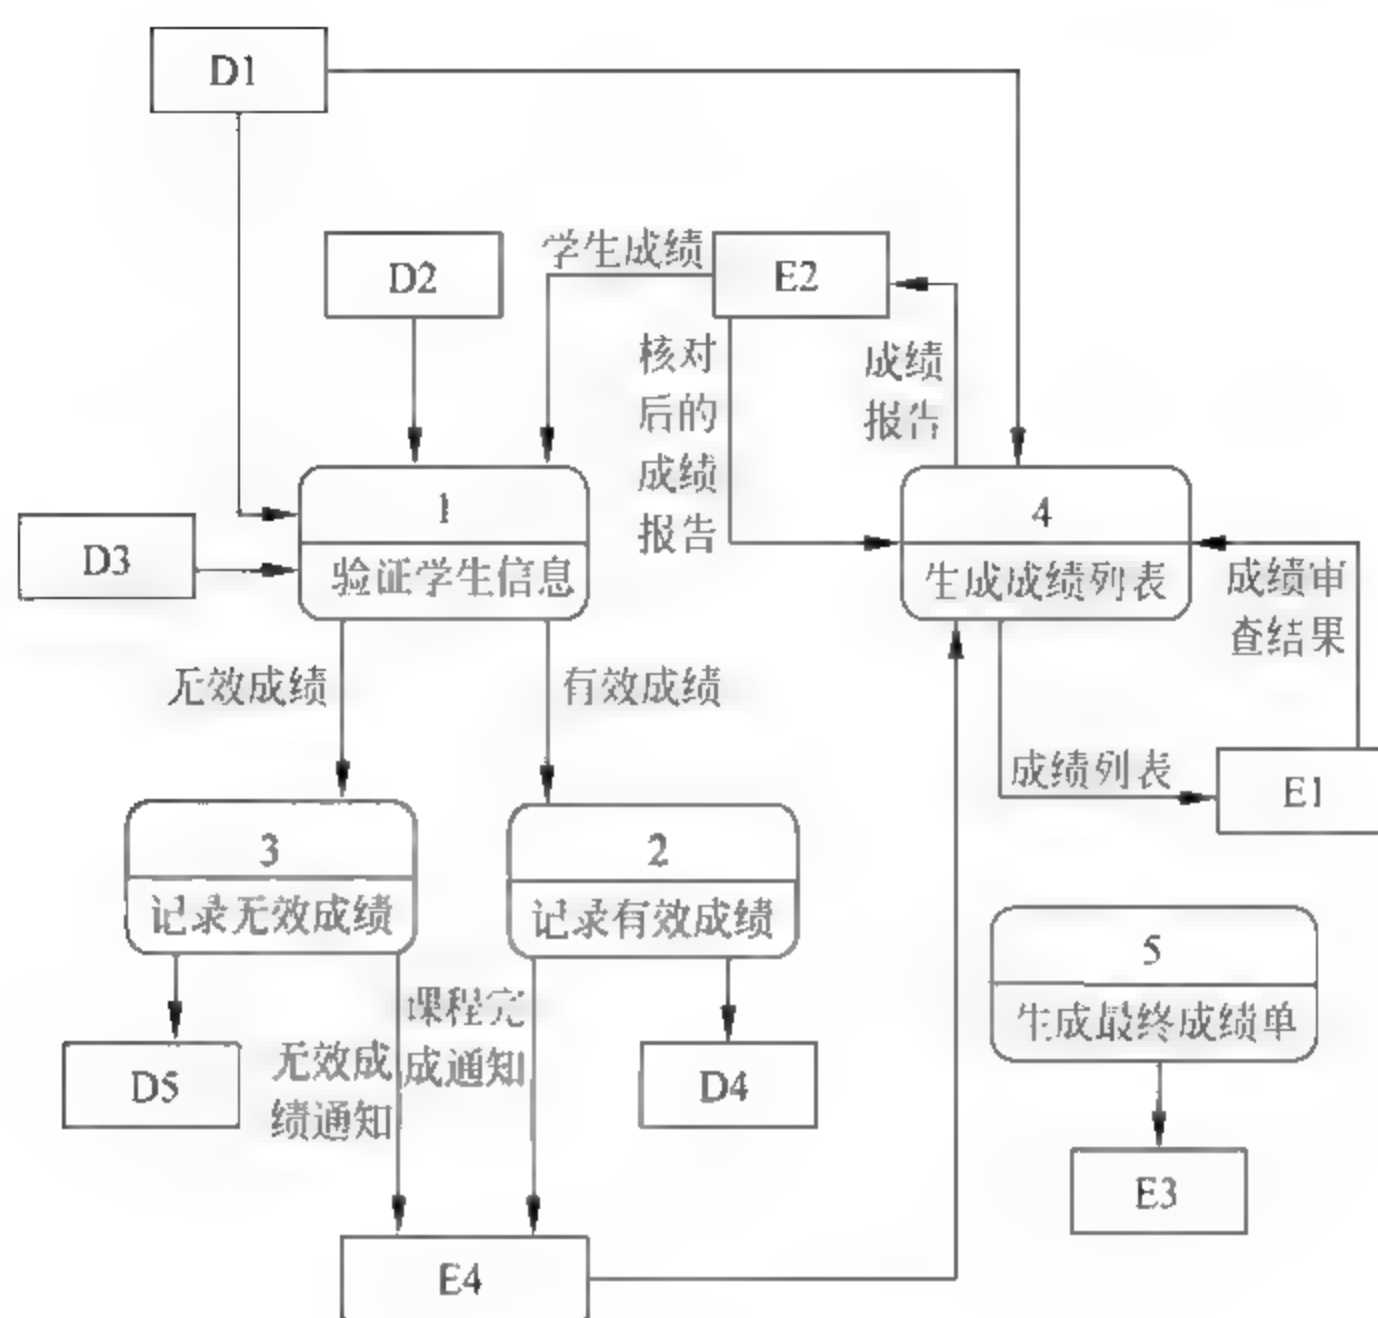 D1
学生成绩
D2
E2
核对
后的
成绩
报告
成绩
报告
1
验证学生信息
4
生成成绩列表
D3
成绩审
查结果
无效成绩
有效成绩
成绩列表
E1
3
记录无效成绩
2
记录有效成绩
5
生成最终成绩单
课程完
成通知
无效成
绩通知
D5
D4
E3
E4